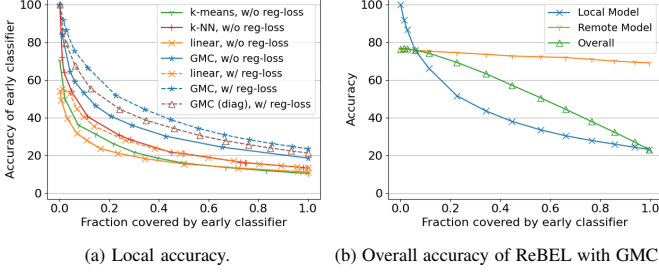 100
80
60
40
20
0
Accuracy of early classifier
k-means, w/o reg-loss
k-NN, w/o reg-loss
linear, w/o reg-loss
GMC, w/o reg-loss
linear, w/ reg-loss
GMC, w/ reg-loss
GMC (diag), w/ reg-loss
0.0 0.2 0.4 0.6 0.8 1.0
Fraction covered by early classifier
(a) Local accuracy.
100
80
60
40
20
0
Accuracy
Local Model
Remote Model
Overall
0.0 0.2 0.4 0.6 0.8 1.0
Fraction covered by early classifier
(b) Overall accuracy of ReBEL with GMC